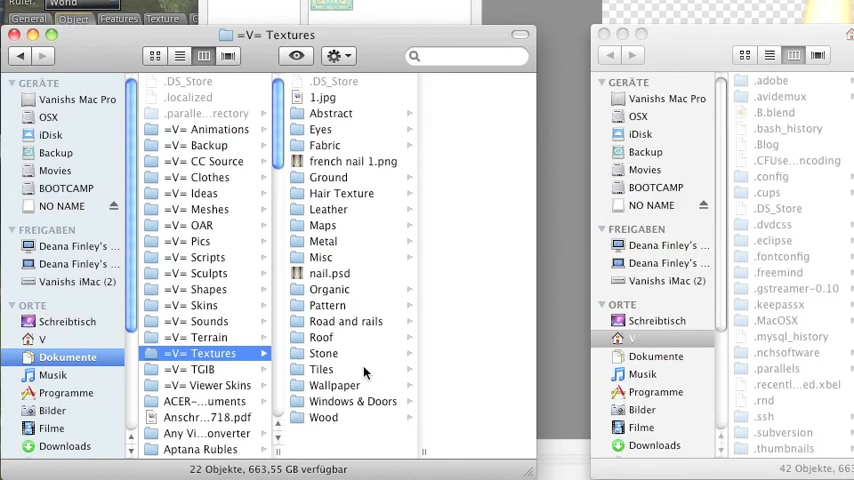 World
General Object Features Texture
=V= Textures
GERÄTE
Vanishs Mac Pro
OSX
iDisk
Backup
Movies
BOOTCAMP
NO NAME
FREIGABEN
Deana Finley's ...
Deana Finley's ...
Vanishs iMac (2)
ORTE
Schreibtisch
V
Dokumente
Musik
Programme
Bilder
Filme
Downloads
.DS_Store
.localized
.paralle...rectory
=V= Animations
=V= Backup
=V= CC Source
=V= Clothes
=V= Ideas
=V= Meshes
=V= OAR
=V= Pics
=V= Scripts
=V= Sculpts
=V= Shapes
=V= Skins
=V= Sounds
=V= Terrain
=V= Textures
=V= TGIB
=V= Viewer Skins
ACER-...uments
Anschr...718.pdf
Any Vi...onverter
Aptana Rubles
.DS_Store
1.jpg
Abstract
Eyes
Fabric
french nail 1.png
Ground
Hair Texture
Leather
Maps
Metal
Misc
nail.psd
Organic
Pattern
Road and rails
Roof
Stone
Tiles
Wallpaper
Windows & Doors
Wood
22 Objekte, 663,55 GB verfügbar
GERÄTE
Vanishs Mac Pro
OSX
iDisk
Backup
Movies
BOOTCAMP
NO NAME
FREIGABEN
Deana Finley's ...
Deana Finley's ...
Vanishs iMac (2)
ORTE
Schreibtisch
V
Dokumente
Musik
Programme
Bilder
Filme
Downloads
.adobe
.avidemux
.B.blend
.bash_history
.Blog
.CFUse...ncoding
.config
.cups
.DS_Store
.dvdcss
.eclipse
.fontconfig
.freemind
.gstreamer-0.10
.keepassx
.MacOSX
.mysql_history
.nchsoftware
.parallels
.recentl...ed.xbel
.rnd
.ssh
.subversion
.thumbnails
42 Objekte, 663,5